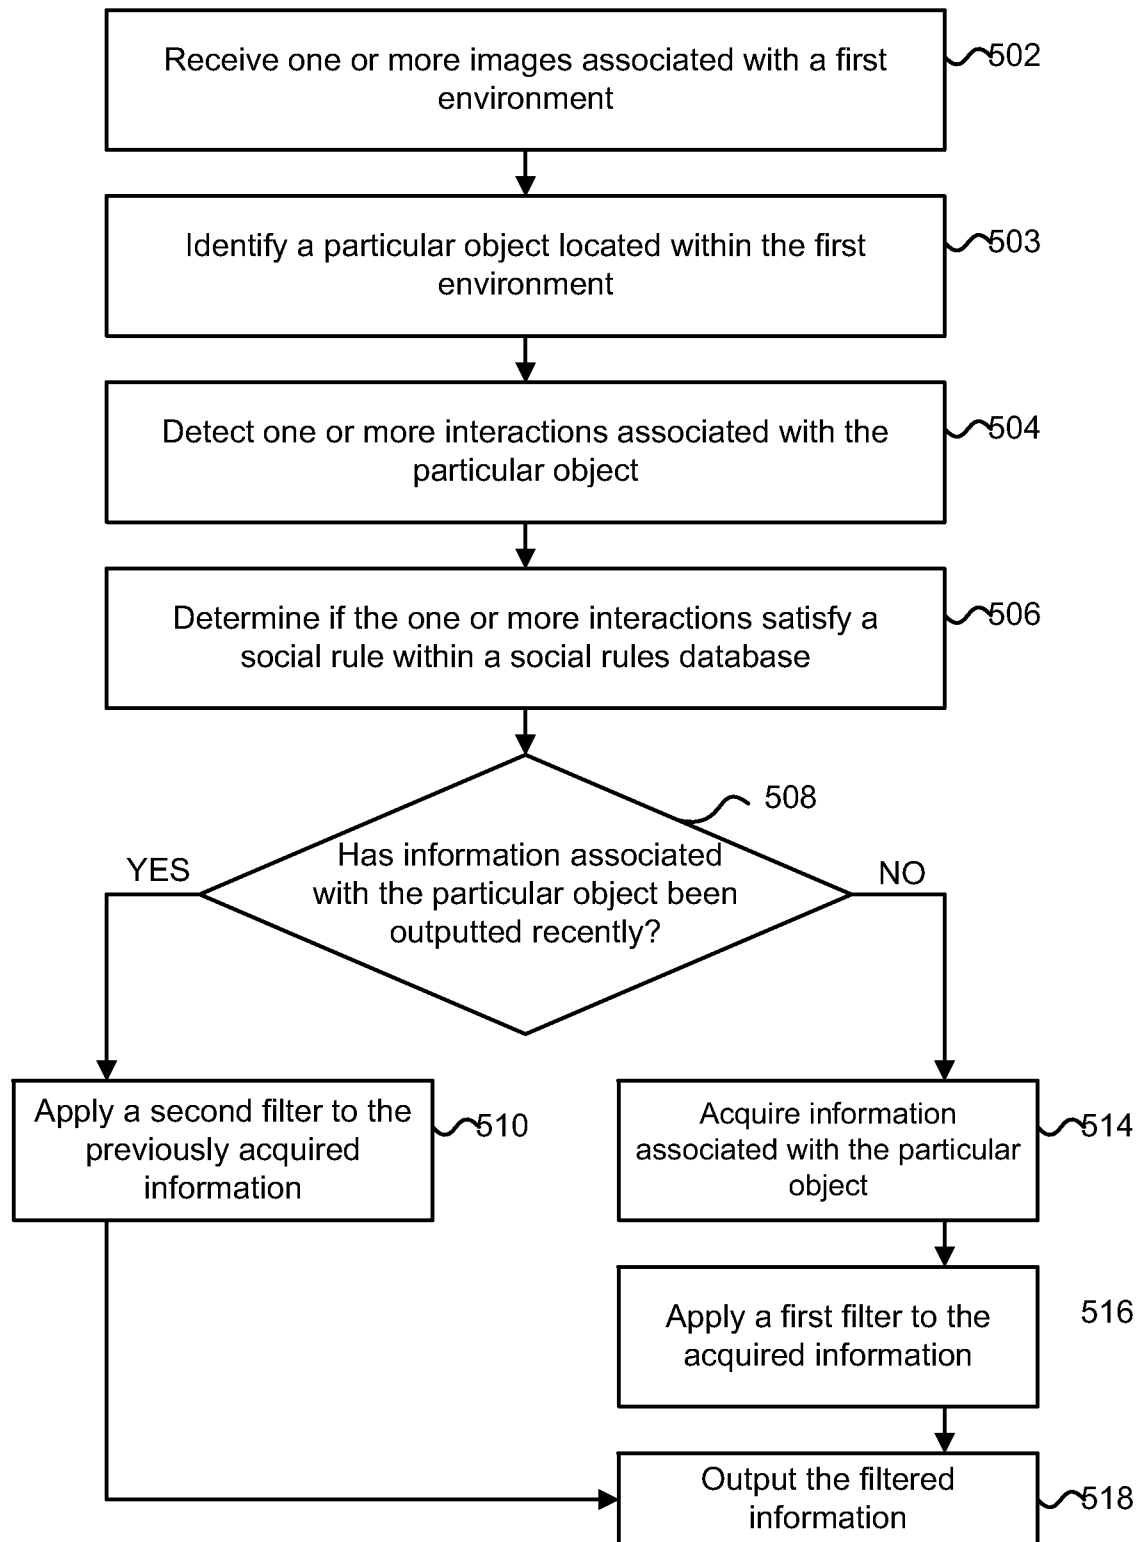 Receive one or more images associated with a first
environment
502
Identify a particular object located within the first
environment
503
Detect one or more interactions associated with the
particular object
504
Determine if the one or more interactions satisfy a
social rule within a social rules database
506
508
Has information associated
with the particular object been
outputted recently?
YES
NO
Apply a second filter to the
previously acquired
information
510
Acquire information
associated with the particular
object
514
Apply a first filter to the
acquired information
516
Output the filtered
information
518